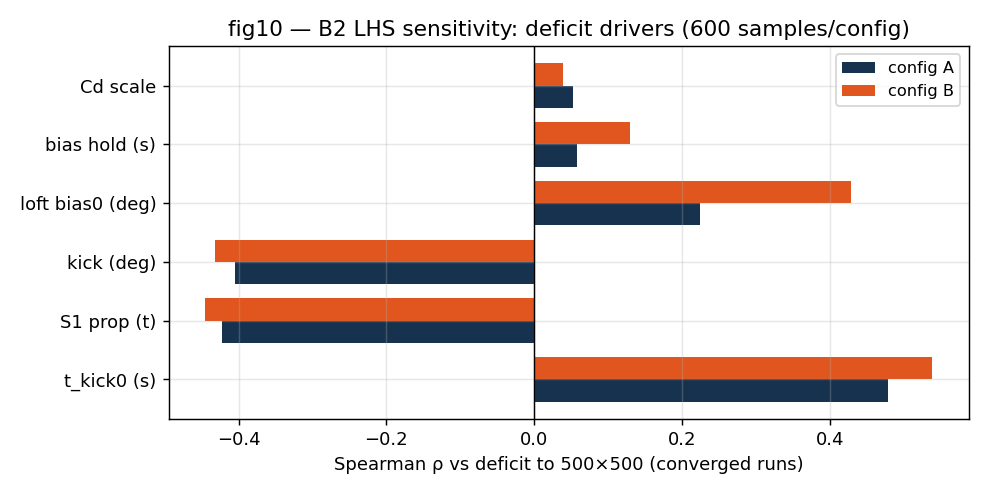 fig10 — B2 LHS sensitivity: deficit drivers (600 samples/config)
config A
config B
Cd scale
bias hold (s)
loft bias0 (deg)
kick (deg)
S1 prop (t)
t_kick0 (s)
−0.4
−0.2
0.0
0.2
0.4
Spearman ρ vs deficit to 500×500 (converged runs)